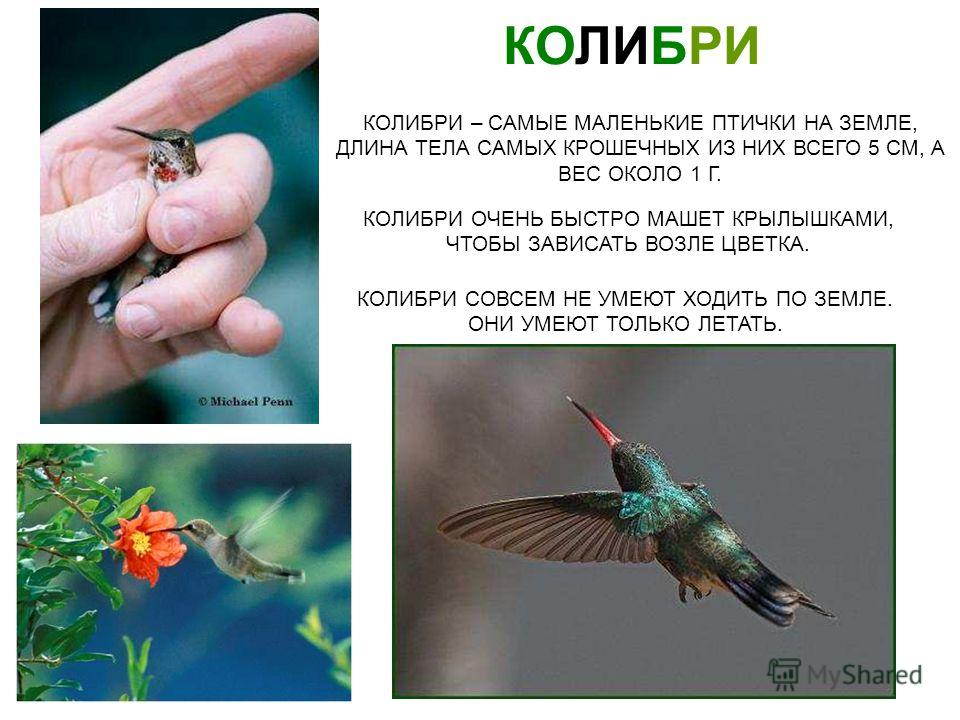 КОЛИБРИ
КОЛИБРИ – САМЫЕ МАЛЕНЬКИЕ ПТИЧКИ НА ЗЕМЛЕ,
ДЛИНА ТЕЛА САМЫХ КРОШЕЧНЫХ ИЗ НИХ ВСЕГО 5 СМ, А
ВЕС ОКОЛО 1 Г.
КОЛИБРИ ОЧЕНЬ БЫСТРО МАШЕТ КРЫЛЫШКАМИ,
ЧТОБЫ ЗАВИСАТЬ ВОЗЛЕ ЦВЕТКА.
КОЛИБРИ СОВСЕМ НЕ УМЕЮТ ХОДИТЬ ПО ЗЕМЛЕ.
ОНИ УМЕЮТ ТОЛЬКО ЛЕТАТЬ.
© Michael Penn
MyShared